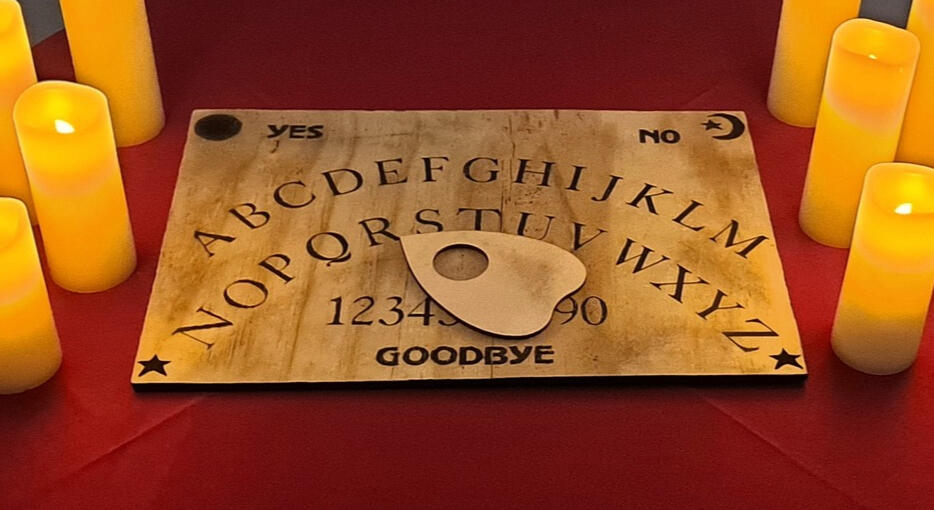 YES NO
ABCDEFGHIJKLM
NOPQRSTUVWXYZ
1234 90
GOODBYE